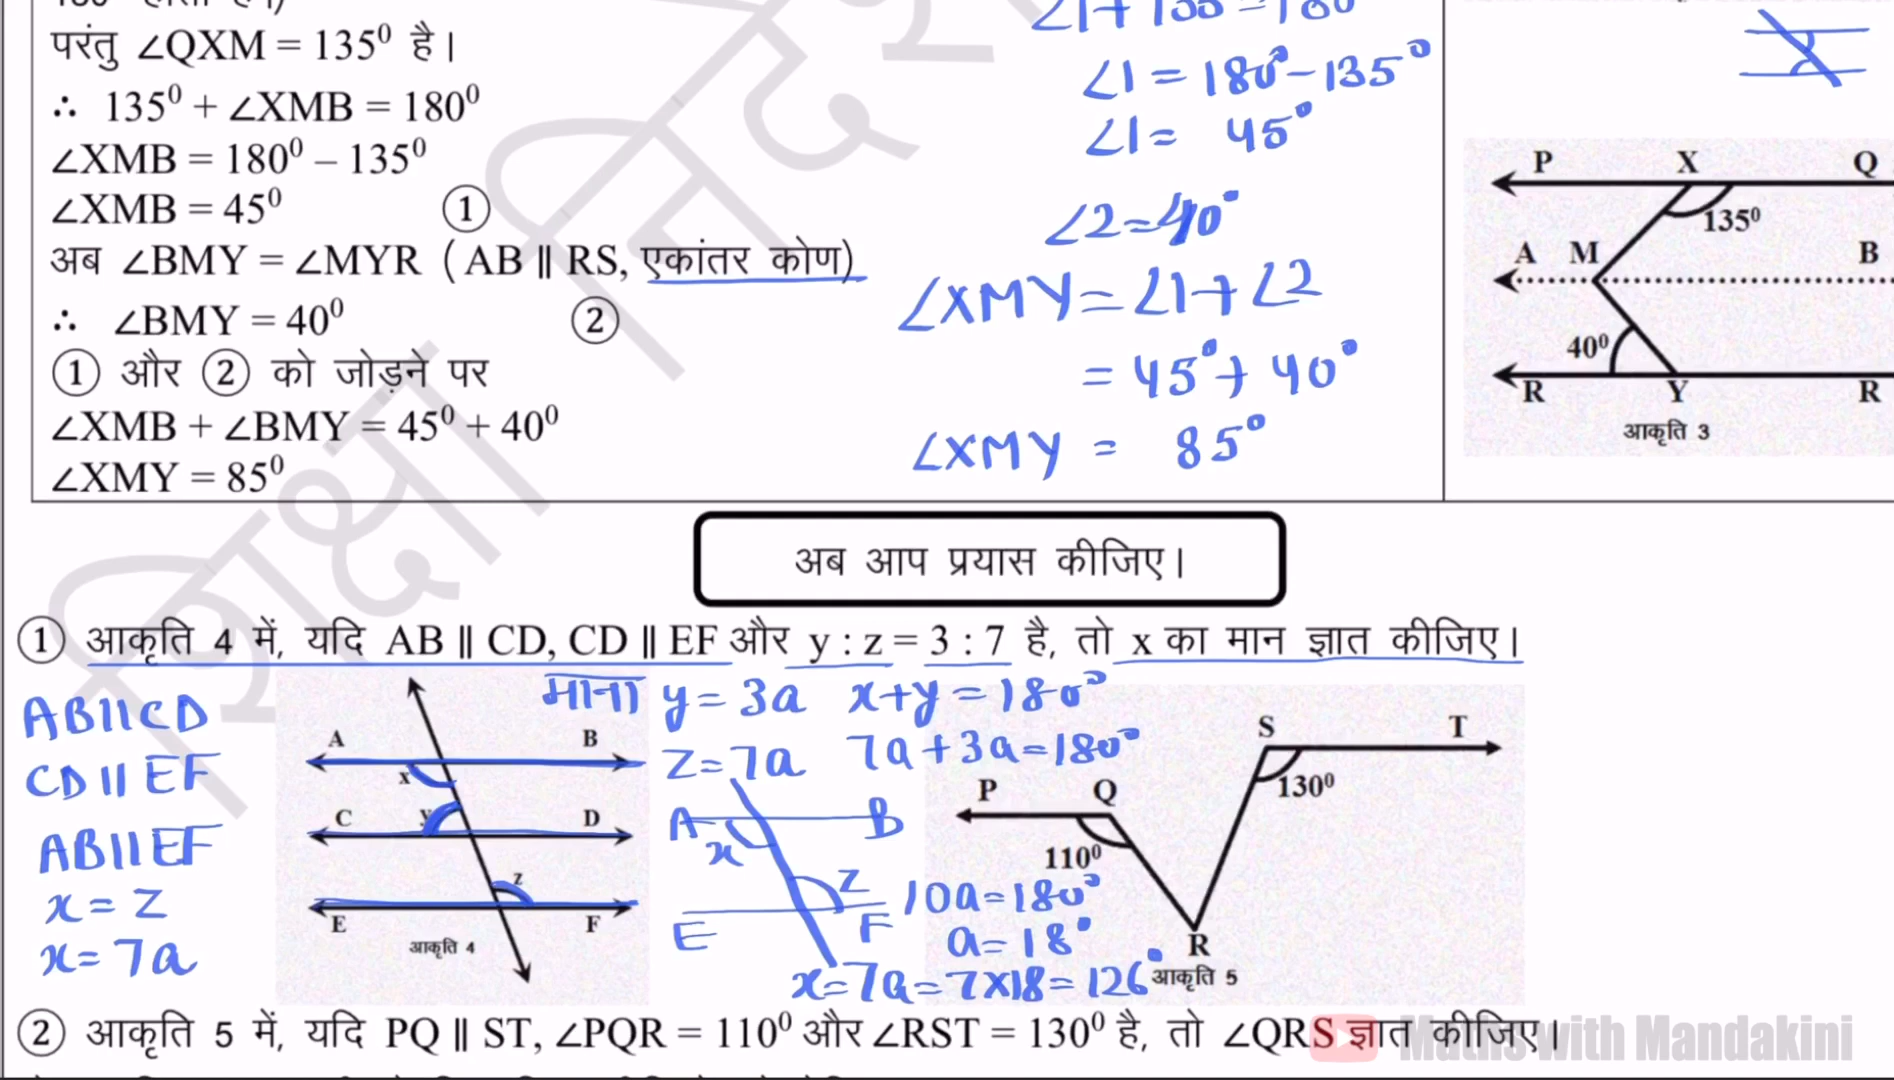 परंतु ∠QXM = 135⁰ है।
∴ 135⁰ + ∠XMB = 180⁰
∠XMB = 180⁰ – 135⁰
∠XMB = 45⁰ ①
अब ∠BMY = ∠MYR (AB ∥ RS, एकांतर कोण)
∴ ∠BMY = 40⁰ ②
① और ② को जोड़ने पर
∠XMB + ∠BMY = 45⁰ + 40⁰
∠XMY = 85⁰
∠1 + 135 = 180
∠1 = 180° – 135°
∠1 = 45°
∠2 = 40°
∠XMY = ∠1 + ∠2
= 45° + 40°
∠XMY = 85°
P X Q
135⁰
A M B
40⁰
R Y R
आकृति 3
अब आप प्रयास कीजिए।
① आकृति 4 में, यदि AB ∥ CD, CD ∥ EF और y : z = 3 : 7 है, तो x का मान ज्ञात कीजिए।
AB∥CD
CD∥EF
AB∥EF
x = z
x = 7a
A B
x
C y D
z
E F
आकृति 4
माना y = 3a x + y = 180°
z = 7a 7a + 3a = 180°
A B
x
z
E F
10a = 180°
a = 18°
x = 7a = 7×18 = 126°
S T
130⁰
P Q
110⁰
R
आकृति 5
② आकृति 5 में, यदि PQ ∥ ST, ∠PQR = 110⁰ और ∠RST = 130⁰ है, तो ∠QRS ज्ञात कीजिए।
Maths with Mandakini
शिक्षा